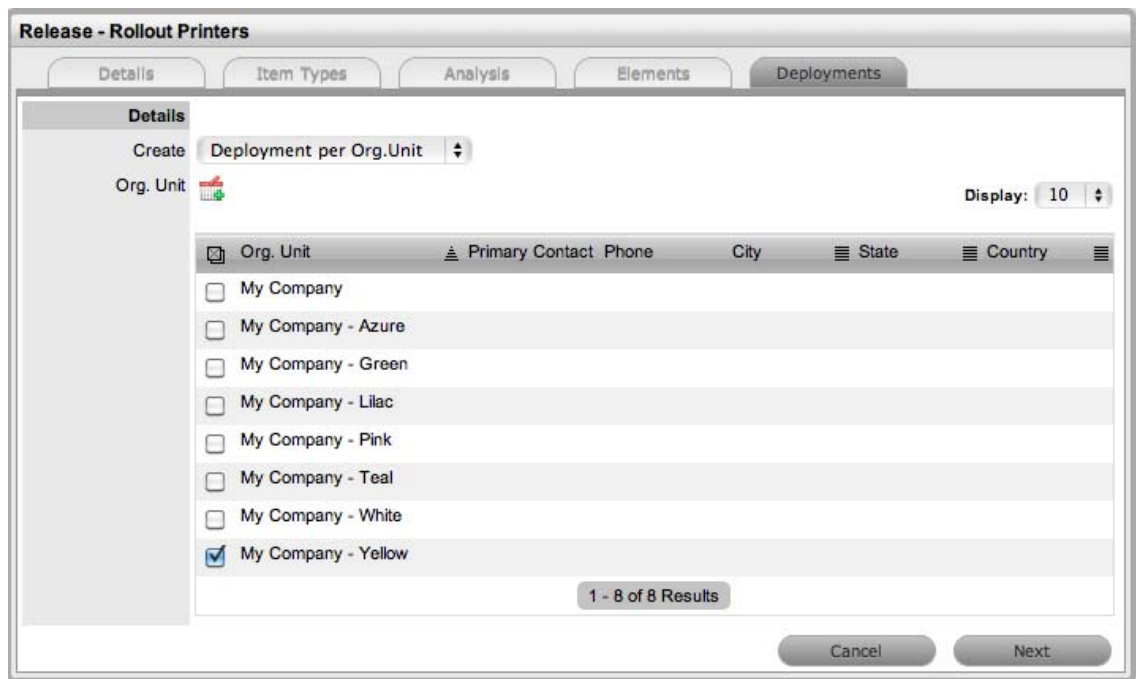 Release - Rollout Printers
Details Item Types Analysis Elements Deployments
Details
Create Deployment per Org.Unit
Org. Unit
Display: 10
Org. Unit Primary Contact Phone City State Country
My Company
My Company - Azure
My Company - Green
My Company - Lilac
My Company - Pink
My Company - Teal
My Company - White
My Company - Yellow
1 - 8 of 8 Results
Cancel Next